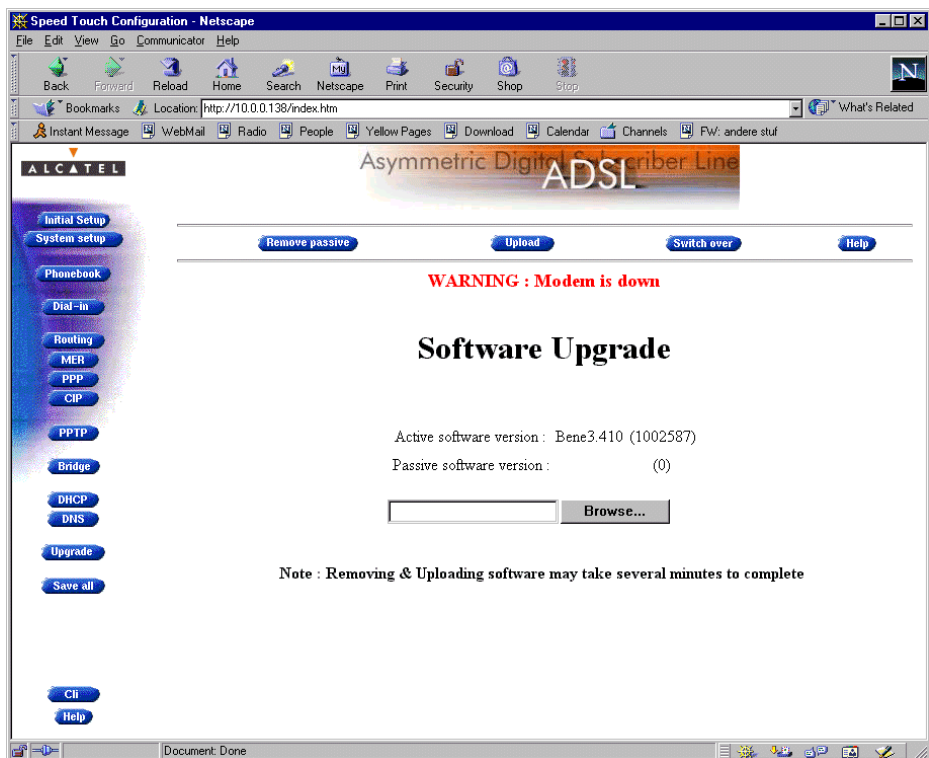 Speed Touch Configuration - Netscape
File Edit View Go Communicator Help
Back Forward Reload Home Search Netscape Print Security Shop Stop
Bookmarks Location: http://10.0.0.138/index.htm What's Related
Instant Message WebMail Radio People Yellow Pages Download Calendar Channels FW: andere stuf
ALCATEL
Asymmetric Digital Subscriber Line
ADSL
Initial Setup
System setup
Remove passive Upload Switch over Help
Phonebook
WARNING : Modem is down
Dial-in
Routing
Software Upgrade
MER
PPP
CIP
PPTP
Active software version : Bene3.410 (1002587)
Bridge
Passive software version : (0)
DHCP
DNS
Browse...
Upgrade
Note : Removing & Uploading software may take several minutes to complete
Save all
Cli
Help
Document: Done